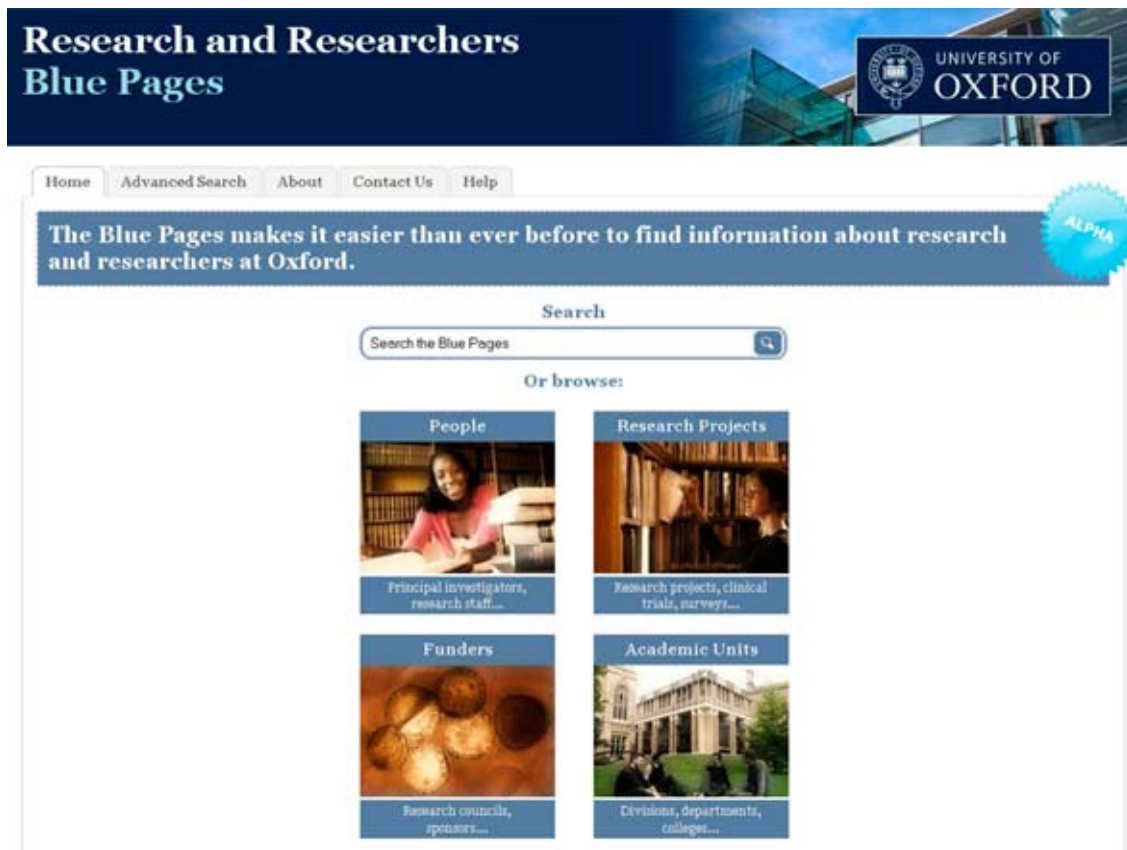 Research and Researchers
Blue Pages
UNIVERSITY OF
OXFORD
Home Advanced Search About Contact Us Help
The Blue Pages makes it easier than ever before to find information about research
and researchers at Oxford.
ALPHA
Search
Search the Blue Pages
Or browse:
People
Principal investigators,
research staff...
Research Projects
Research projects, clinical
trials, surveys...
Funders
Research councils,
sponsors...
Academic Units
Divisions, departments,
colleges...